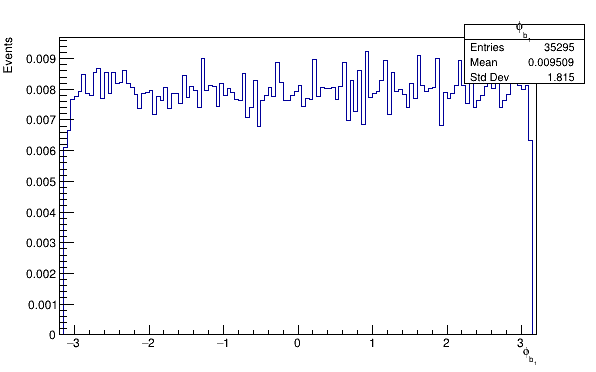 ϕ_b₁
Entries 35295
Mean 0.009509
Std Dev 1.815
Events
0.009
0.008
0.007
0.006
0.005
0.004
0.003
0.002
0.001
0
−3 −2 −1 0 1 2 3
ϕ_b₁